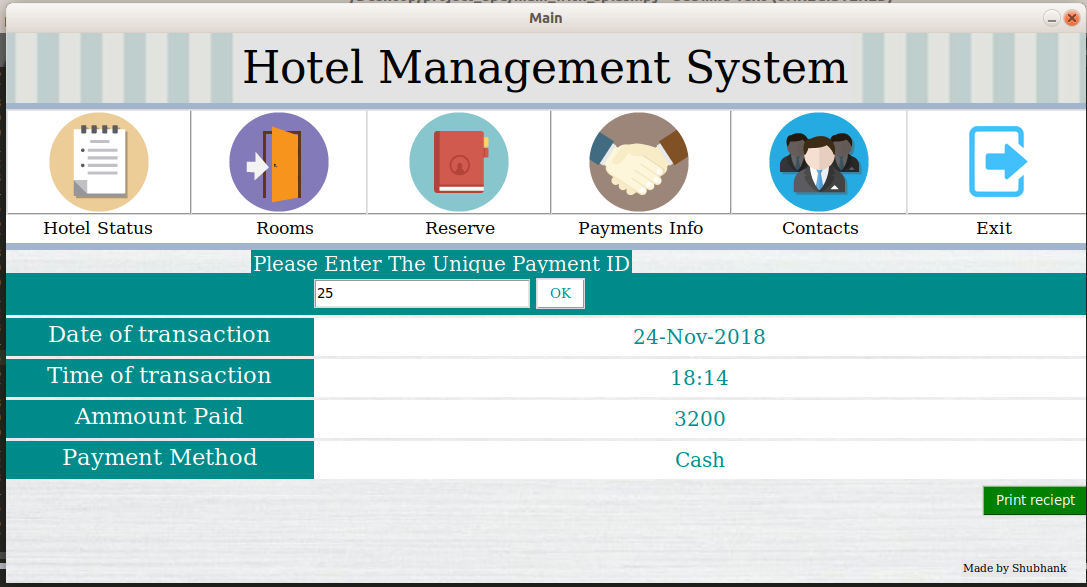 Main
Hotel Management System
Hotel Status Rooms Reserve Payments Info Contacts Exit
Please Enter The Unique Payment ID
25 OK
Date of transaction 24-Nov-2018
Time of transaction 18:14
Ammount Paid 3200
Payment Method Cash
Print reciept
Made by Shubhank